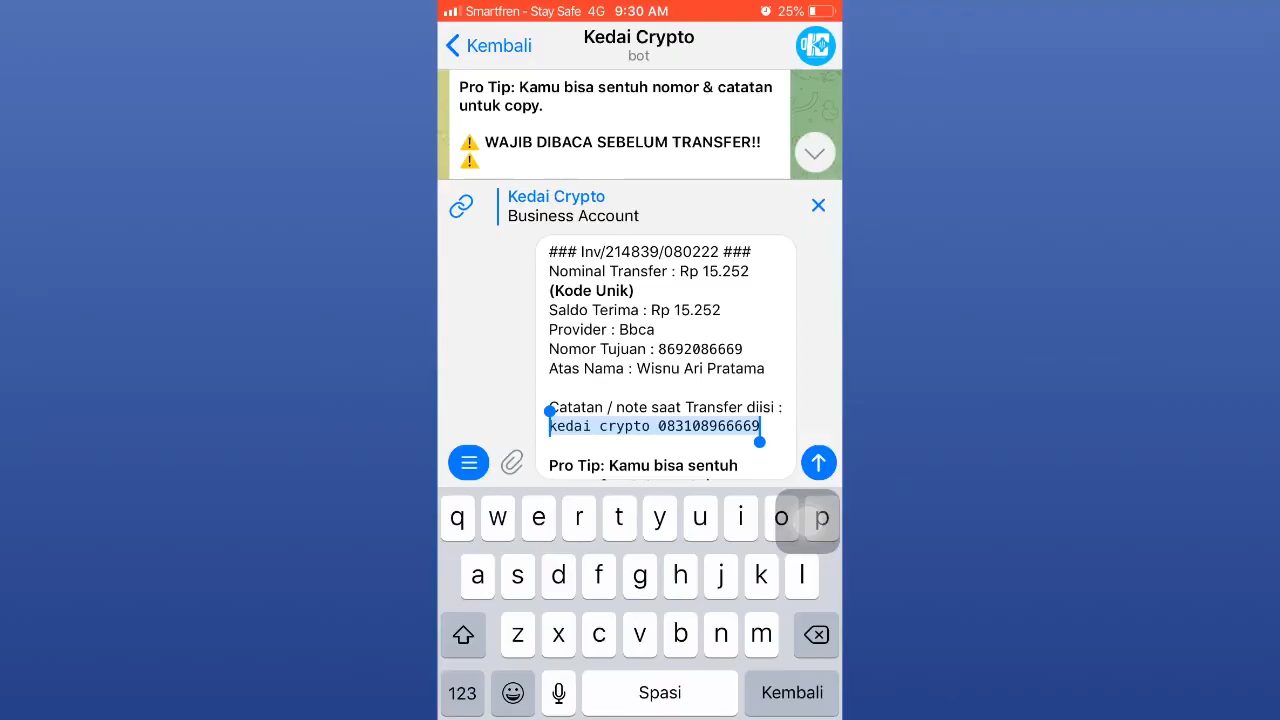 Smartfren - Stay Safe 4G 9:30 AM 25%
Kembali Kedai Crypto
bot
Pro Tip: Kamu bisa sentuh nomor & catatan
untuk copy.
⚠️ WAJIB DIBACA SEBELUM TRANSFER!!
⚠️
Kedai Crypto
Business Account
### Inv/214839/080222 ###
Nominal Transfer : Rp 15.252
(Kode Unik)
Saldo Terima : Rp 15.252
Provider : Bbca
Nomor Tujuan : 8692086669
Atas Nama : Wisnu Ari Pratama
Catatan / note saat Transfer diisi :
kedai crypto 083108966669
Pro Tip: Kamu bisa sentuh
q w e r t y u i o p
a s d f g h j k l
z x c v b n m
123 Spasi Kembali